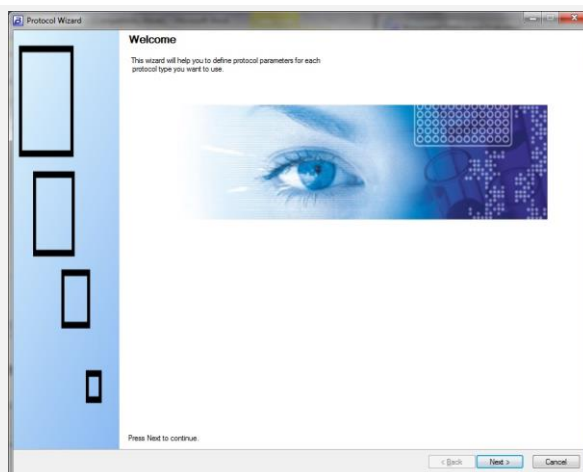 Protocol Wizard
Welcome
This wizard will help you to define protocol parameters for each
protocol type you want to use.
Press Next to continue.
< Back
Next >
Cancel